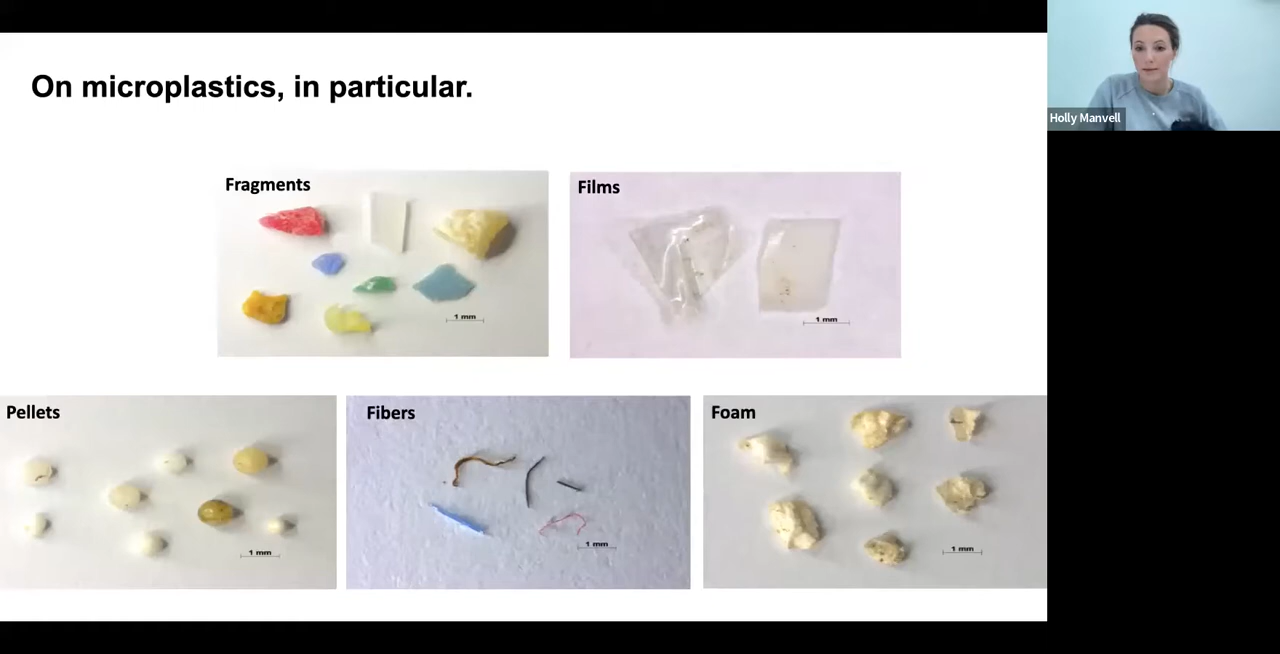 On microplastics, in particular.
Holly Manvell
Fragments
1 mm
Films
1 mm
Pellets
1 mm
Fibers
1 mm
Foam
1 mm